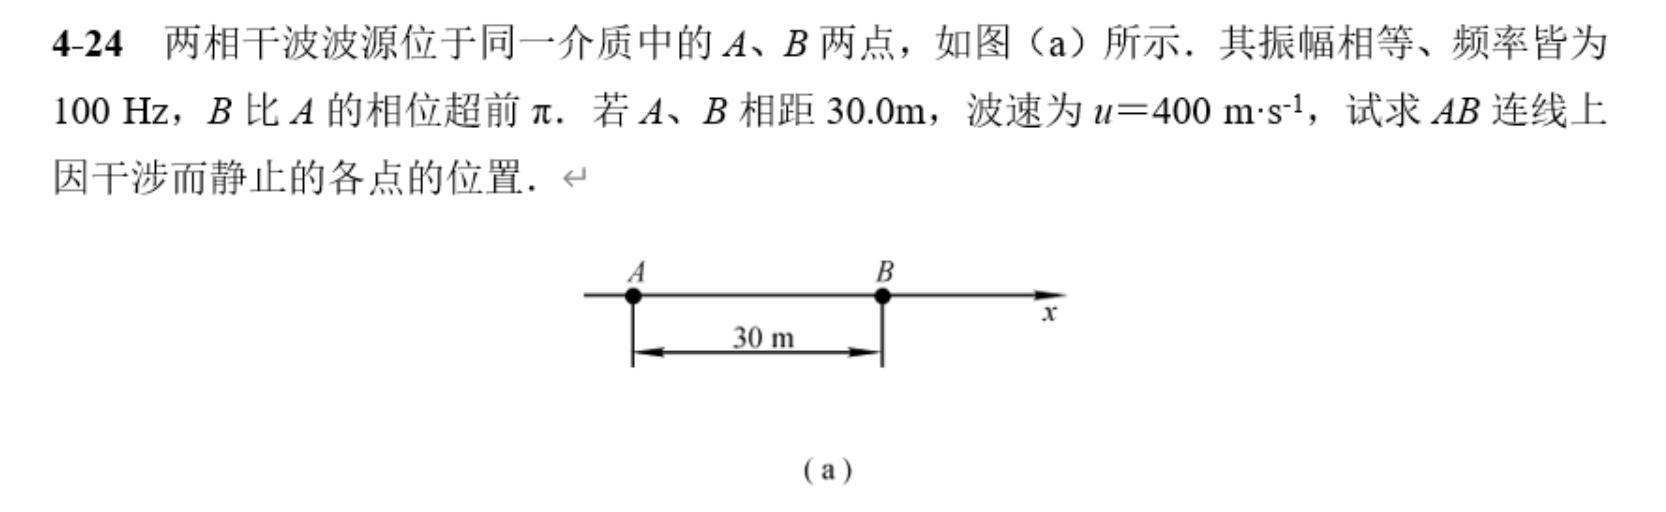 4-24 两相干波波源位于同一介质中的 A、B 两点，如图（a）所示．其振幅相等、频率皆为
100 Hz，B 比 A 的相位超前 π．若 A、B 相距 30.0m，波速为 u＝400 m·s-1，试求 AB 连线上
因干涉而静止的各点的位置．↵
A B
x
30 m
( a )